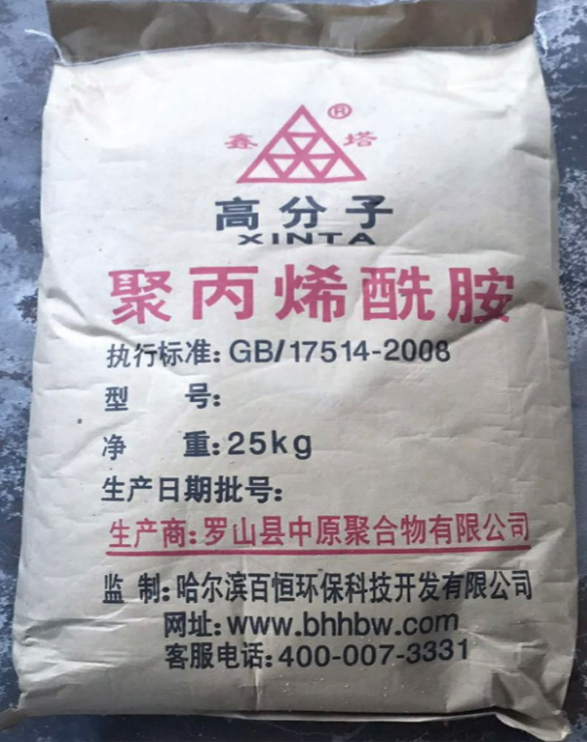 鑫 ® 塔
高分子
XINTA
聚丙烯酰胺
执行标准:GB/17514-2008
型 号:
净 重:25kg
生产日期批号:
生产商:罗山县中原聚合物有限公司
监 制:哈尔滨百恒环保科技开发有限公司
网址:www.bhhbw.com
客服电话:400-007-3331